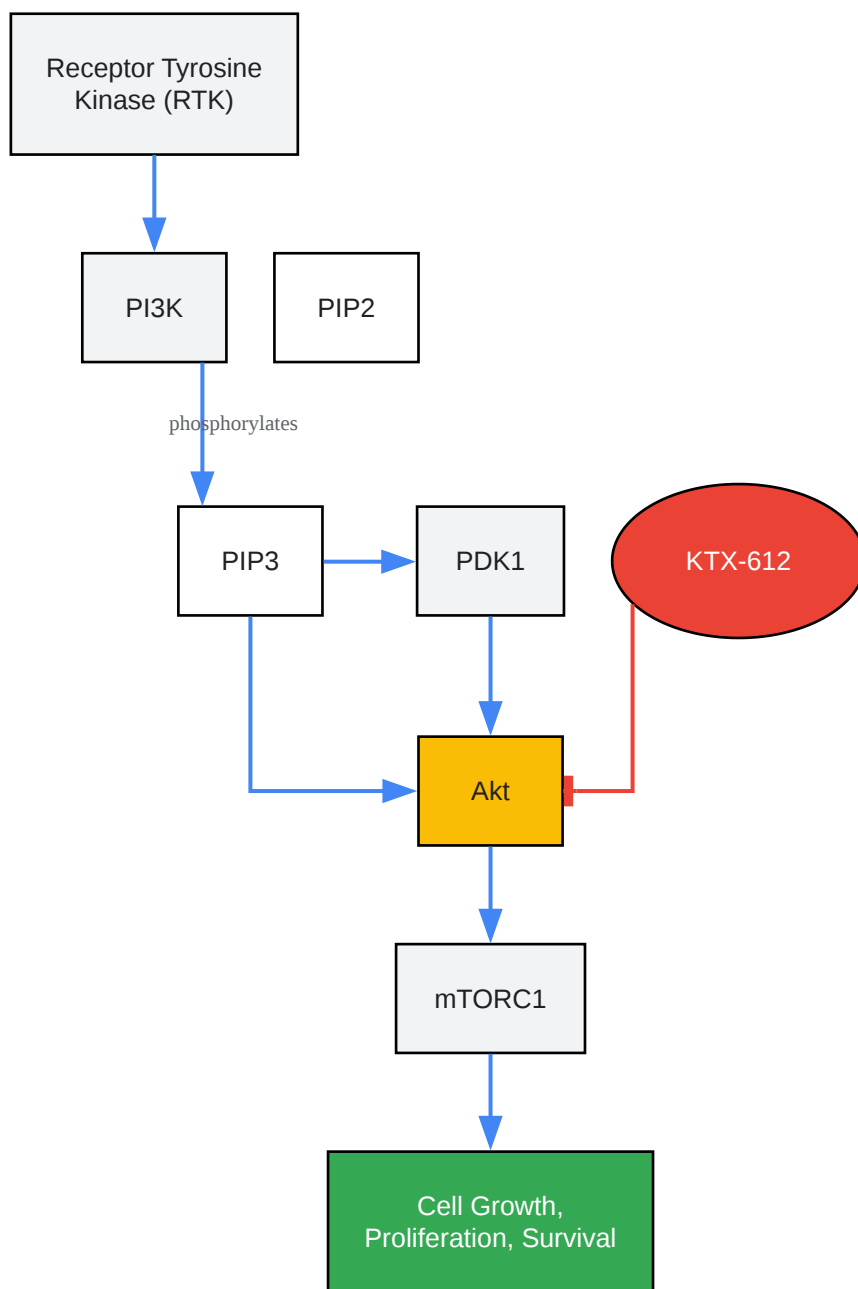 Receptor Tyrosine
Kinase (RTK)
PI3K
PIP2
phosphorylates
PIP3
PDK1
KTX-612
Akt
mTORC1
Cell Growth,
Proliferation, Survival